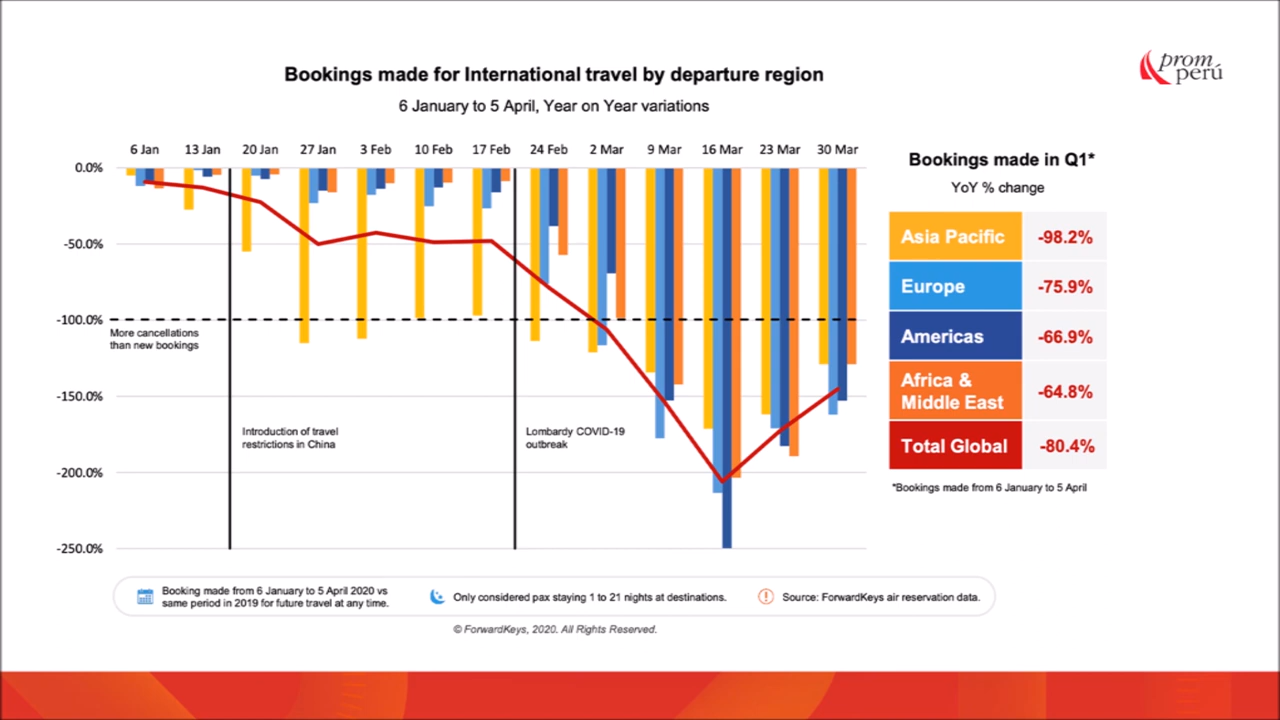 Bookings made for International travel by departure region
6 January to 5 April, Year on Year variations
prom
perú
6 Jan 13 Jan 20 Jan 27 Jan 3 Feb 10 Feb 17 Feb 24 Feb 2 Mar 9 Mar 16 Mar 23 Mar 30 Mar
0.0%
-50.0%
-100.0%
-150.0%
-200.0%
-250.0%
More cancellations
than new bookings
Introduction of travel
restrictions in China
Lombardy COVID-19
outbreak
Bookings made in Q1*
YoY % change
Asia Pacific -98.2%
Europe -75.9%
Americas -66.9%
Africa &
Middle East -64.8%
Total Global -80.4%
*Bookings made from 6 January to 5 April
Booking made from 6 January to 5 April 2020 vs
same period in 2019 for future travel at any time.
Only considered pax staying 1 to 21 nights at destinations.
Source: ForwardKeys air reservation data.
© ForwardKeys, 2020. All Rights Reserved.